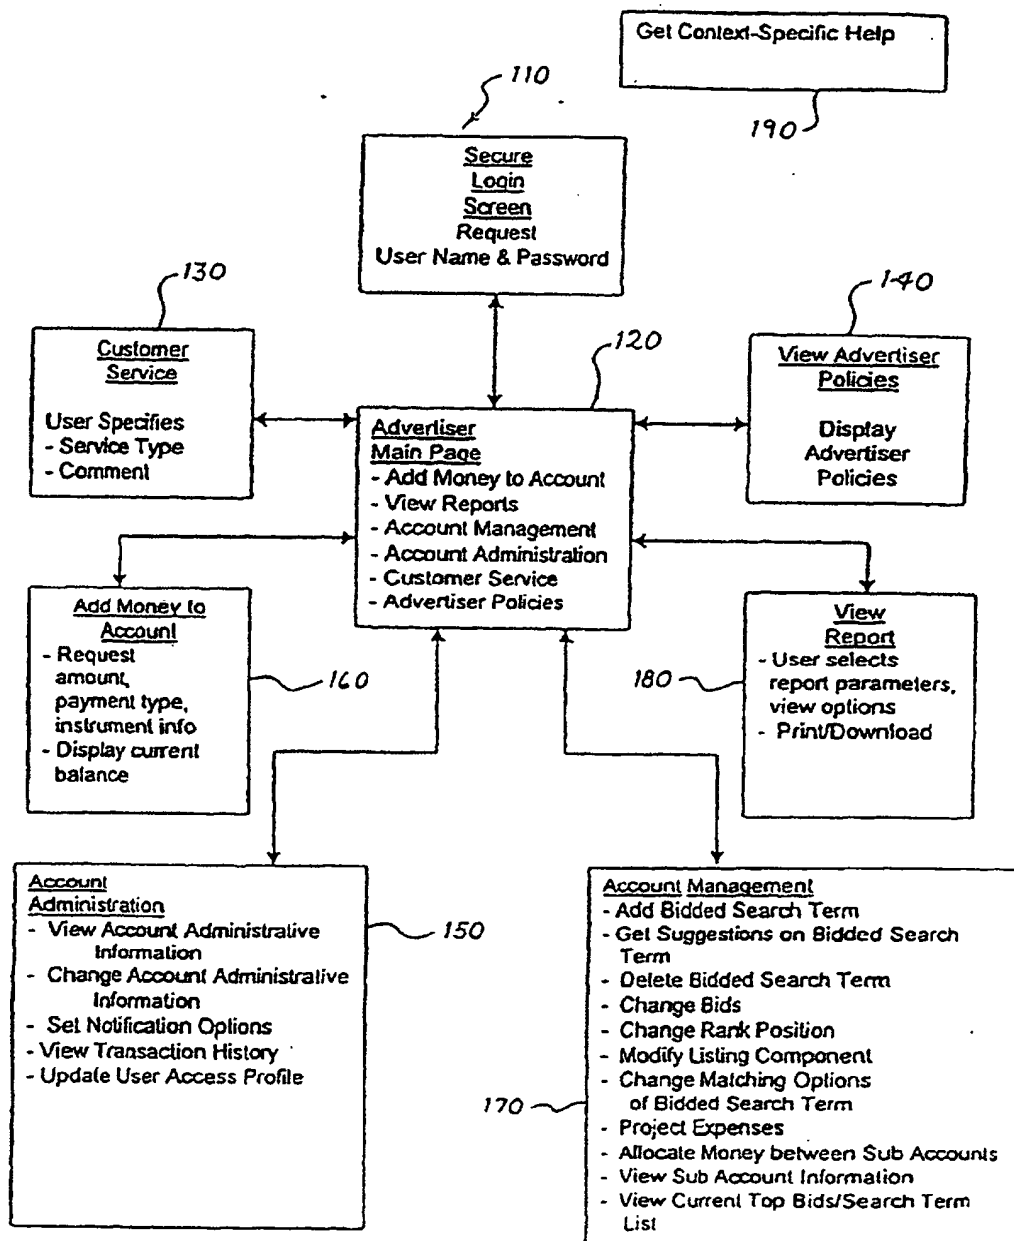 Get Context-Specific Help
190
110
Secure
Login
Screen
Request
User Name & Password
130
Customer
Service
User Specifies
- Service Type
- Comment
120
Advertiser
Main Page
- Add Money to Account
- View Reports
- Account Management
- Account Administration
- Customer Service
- Advertiser Policies
140
View Advertiser
Policies
Display
Advertiser
Policies
Add Money to
Account
- Request
amount,
payment type,
instrument info
- Display current
balance
160
180
View
Report
- User selects
report parameters,
view options
- Print/Download
Account
Administration
- View Account Administrative
Information
- Change Account Administrative
Information
- Set Notification Options
- View Transaction History
- Update User Access Profile
150
170
Account Management
- Add Bidded Search Term
- Get Suggestions on Bidded Search
Term
- Delete Bidded Search Term
- Change Bids
- Change Rank Position
- Modify Listing Component
- Change Matching Options
of Bidded Search Term
- Project Expenses
- Allocate Money between Sub Accounts
- View Sub Account Information
- View Current Top Bids/Search Term
List